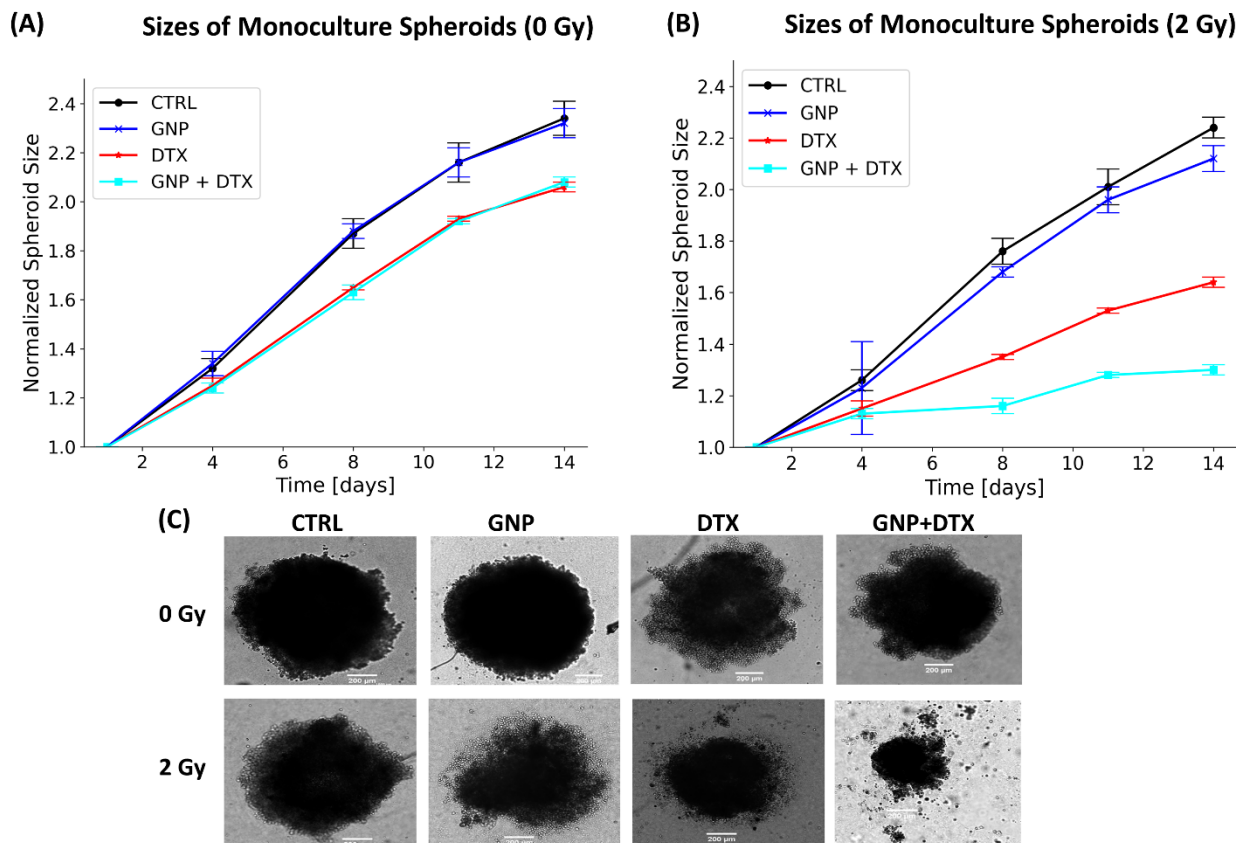 (A) Sizes of Monoculture Spheroids (0 Gy)
CTRL
GNP
DTX
GNP + DTX
Normalized Spheroid Size
2.4
2.2
2.0
1.8
1.6
1.4
1.2
1.0
2 4 6 8 10 12 14
Time [days]
(B) Sizes of Monoculture Spheroids (2 Gy)
CTRL
GNP
DTX
GNP + DTX
Normalized Spheroid Size
2.4
2.2
2.0
1.8
1.6
1.4
1.2
1.0
2 4 6 8 10 12 14
Time [days]
(C) CTRL GNP DTX GNP+DTX
0 Gy
200 µm 200 µm 200 µm 200 µm
2 Gy
200 µm 200 µm